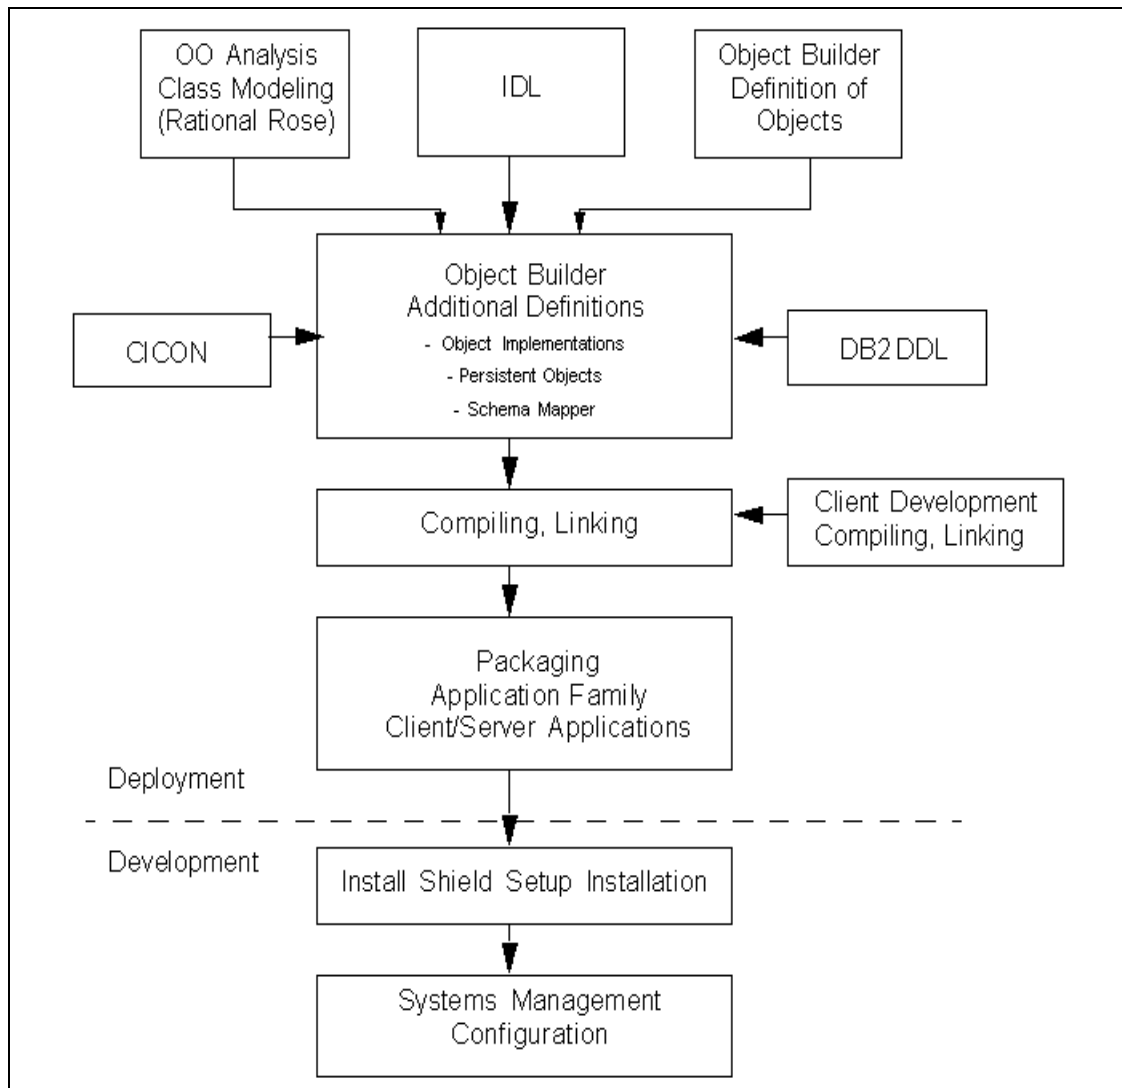 OO Analysis
Class Modeling
(Rational Rose)
IDL
Object Builder
Definition of
Objects
Object Builder
Additional Definitions
- Object Implementations
- Persistent Objects
- Schema Mapper
CICON
DB2DDL
Compiling, Linking
Client Development
Compiling, Linking
Packaging
Application Family
Client/Server Applications
Deployment
Development
Install Shield Setup Installation
Systems Management
Configuration